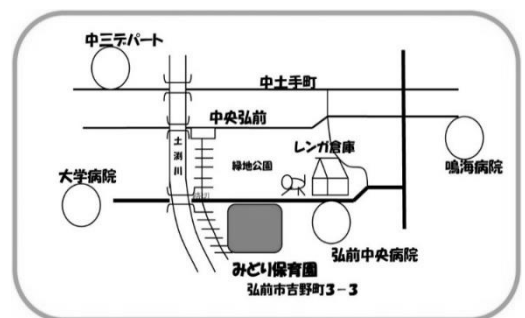 中三デパート
中土手町
中央弘前
土渕川
レンガ倉庫
緑地公園
鳴海病院
大学病院
弘前中央病院
みどり保育園
弘前市吉野町3-3